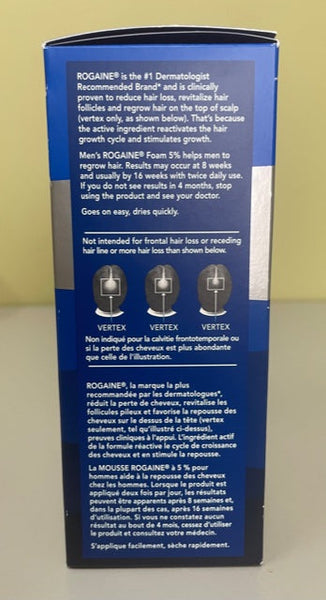 ROGAINE® is the #1 Dermatologist
Recommended Brand* and is clinically
proven to reduce hair loss, revitalize hair
follicles and regrow hair on the top of scalp
(vertex only, as shown below). That's because
the active ingredient reactivates the hair
growth cycle and stimulates growth.
Men's ROGAINE® Foam 5% helps men to
regrow hair. Results may occur at 8 weeks
and usually by 16 weeks with twice daily use.
If you do not see results in 4 months, stop
using the product and see your doctor.
Goes on easy, dries quickly.
Not intended for frontal hair loss or receding
hair line or more hair loss than shown below.
VERTEX VERTEX VERTEX
Non indiqué pour la calvitie frontotemporale ou
si la perte des cheveux est plus abondante
que celle de l'illustration.
ROGAINE®, la marque la plus
recommandée par les dermatologues*,
réduit la perte de cheveux, revitalise les
follicules pileux et favorise la repousse des
cheveux sur le dessus de la tête (vertex
seulement, tel qu'illustré ci-dessus),
preuves cliniques à l'appui. L'ingrédient actif
de la formule réactive le cycle de croissance
des cheveux et en stimule la croissance.
La MOUSSE ROGAINE® à 5 % pour
hommes aide à la repousse des cheveux
chez les hommes. Lorsque le produit est
appliqué deux fois par jour, les résultats
peuvent être apparents après 8 semaines et,
dans la plupart des cas, après 16 semaines
d'utilisation. Si vous ne constatez aucun
résultat au bout de 4 mois, cessez d'utiliser
le produit et consultez votre médecin.
S'applique facilement, sèche rapidement.